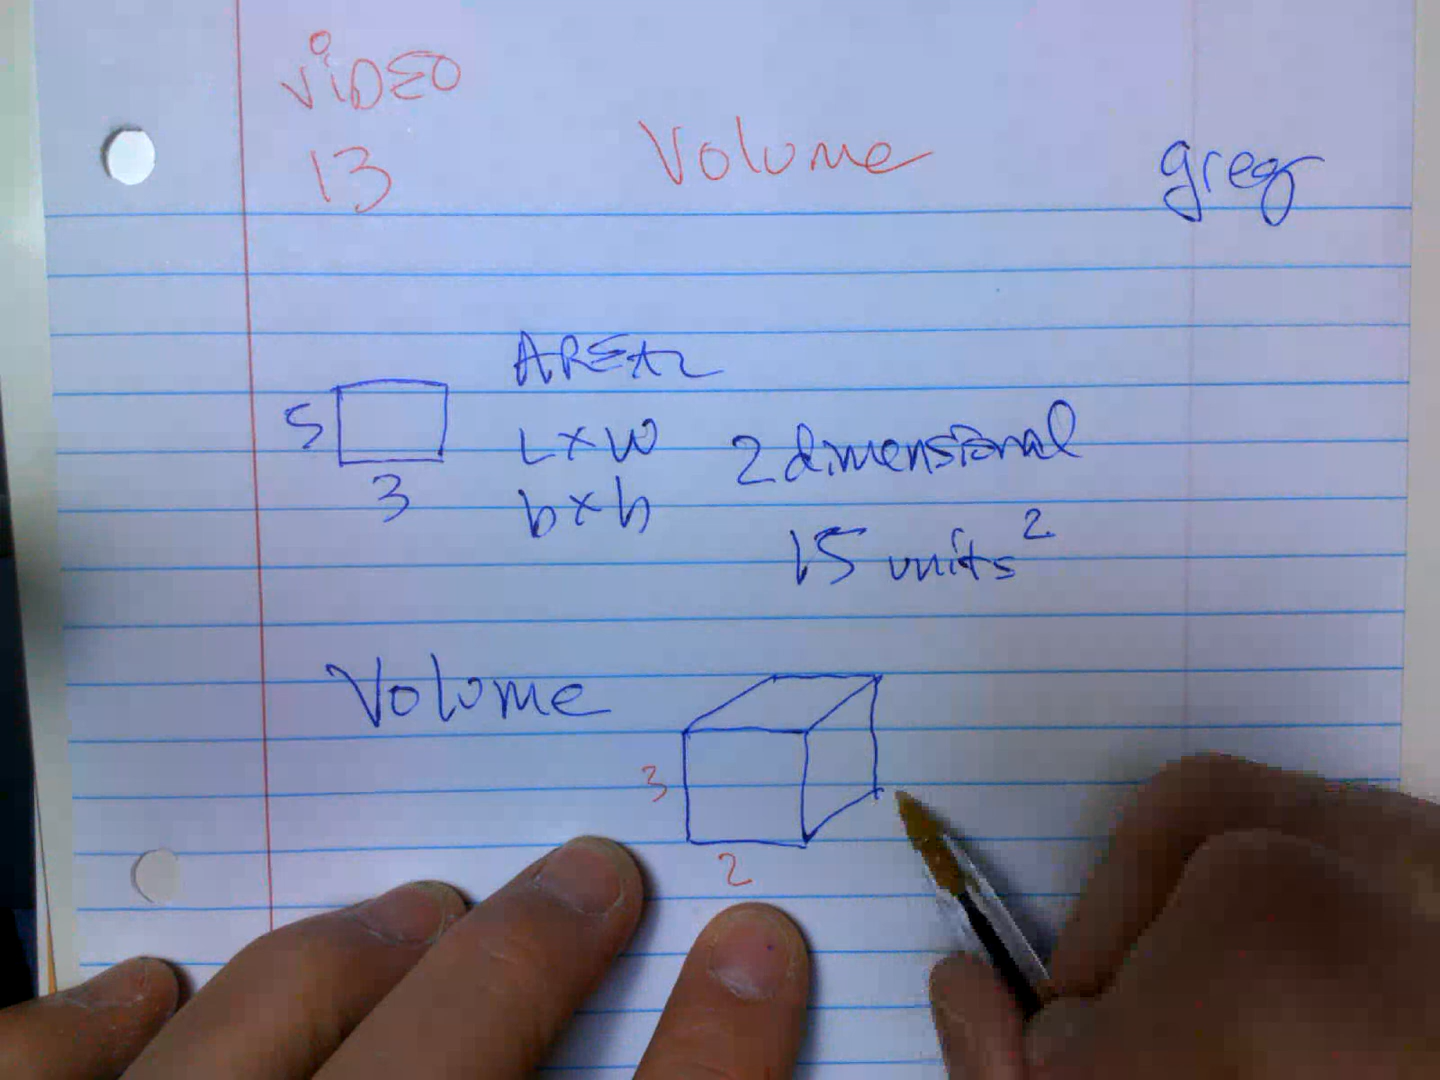 ViDEO
13
Volume
greg
5
3
AREA
L x W
b x h
2 dimensional
15 units²
Volume
3
2